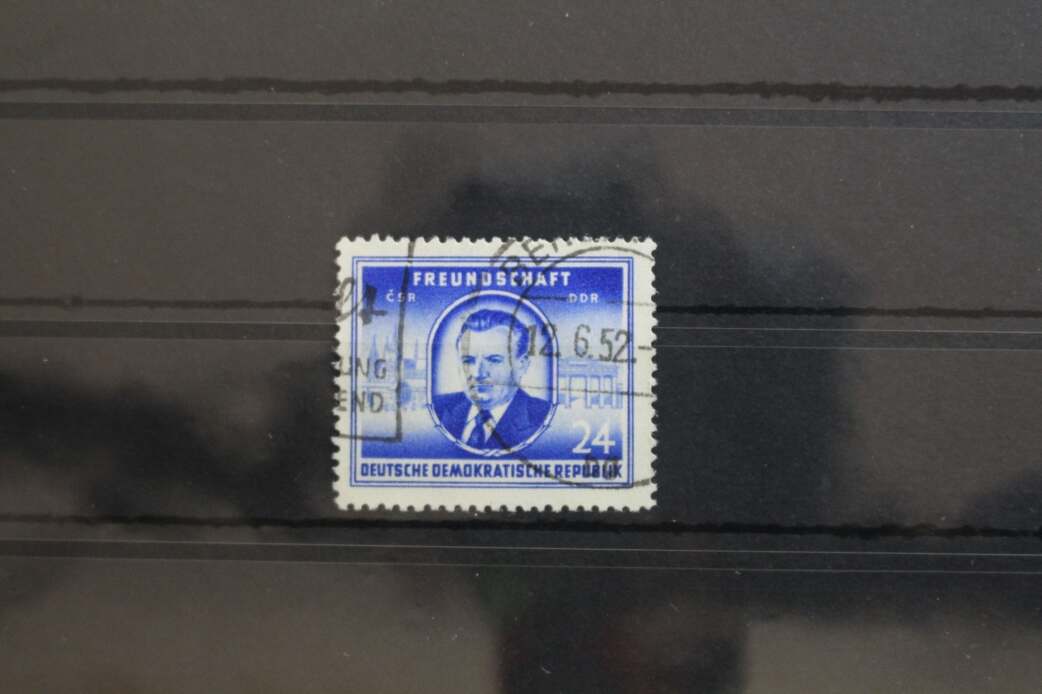 FREUNDSCHAFT
ČSR DDR
12.6.52.-
UNG
END
24
DEUTSCHE DEMOKRATISCHE REPUBLIK